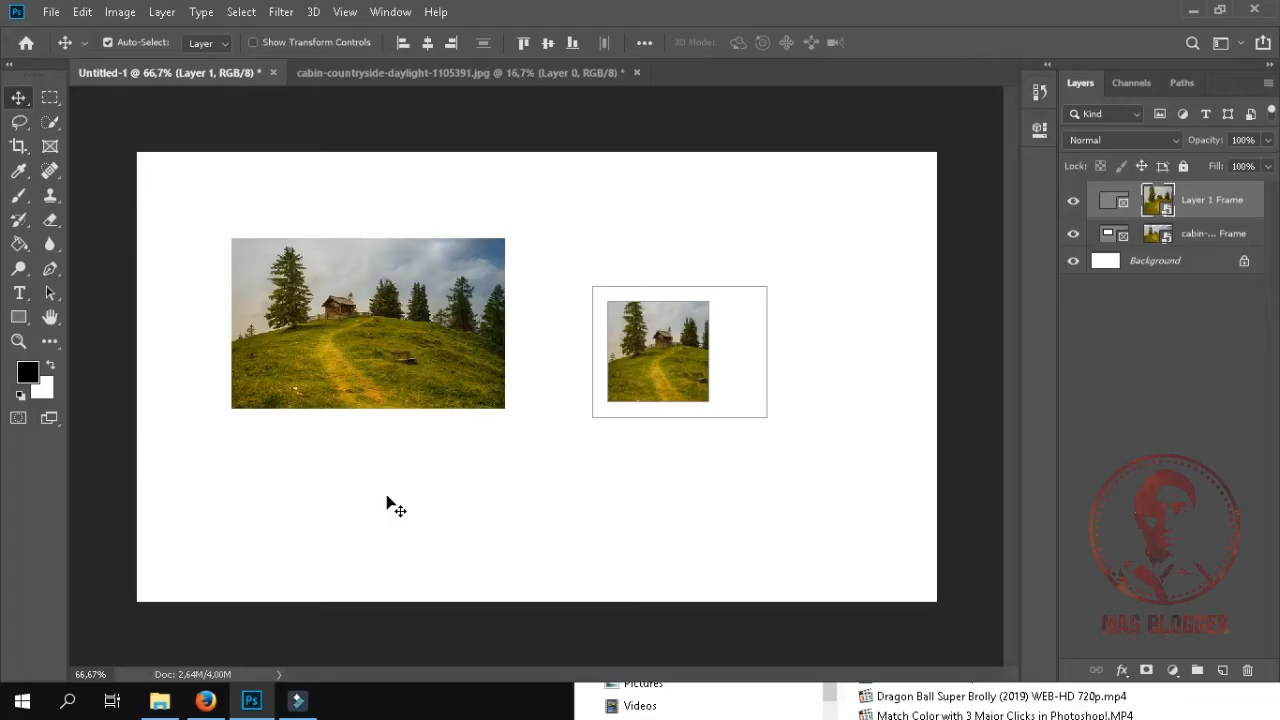 Ps File Edit Image Layer Type Select Filter 3D View Window Help
Auto-Select: Layer Show Transform Controls 3D Mode:
Untitled-1 @ 66,7% (Layer 1, RGB/8) * cabin-countryside-daylight-1105391.jpg @ 16,7% (Layer 0, RGB/8) *
Layers Channels Paths
Kind
Normal Opacity: 100%
Lock: Fill: 100%
Layer 1 Frame
cabin-... Frame
Background
MAS BLOGGER
66,67% Doc: 2,64M/4,00M
Pictures
Videos
Dragon Ball Super Brolly (2019) WEB-HD 720p.mp4
Match Color with 3 Major Clicks in Photoshop!.MP4
Ps